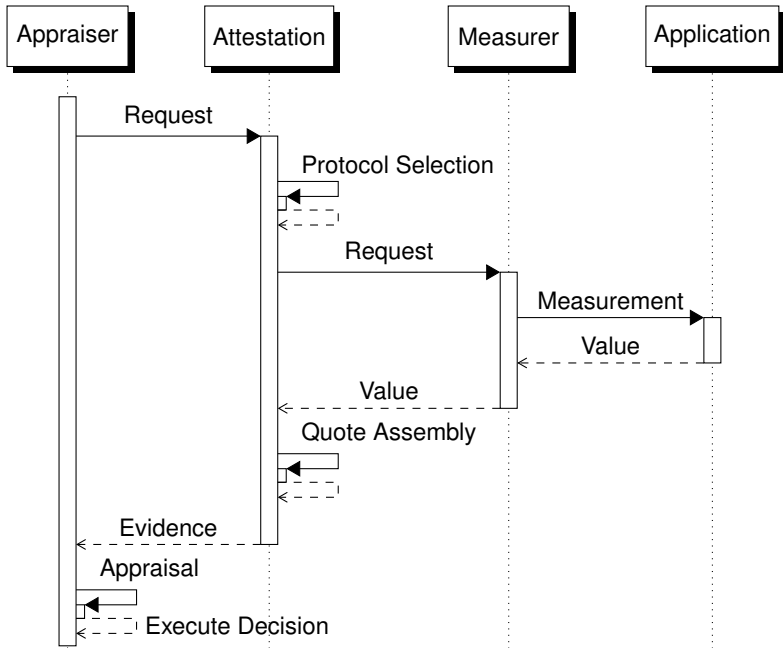 Appraiser
Attestation
Measurer
Application
Request
Protocol Selection
Request
Measurement
Value
Value
Quote Assembly
Evidence
Appraisal
Execute Decision